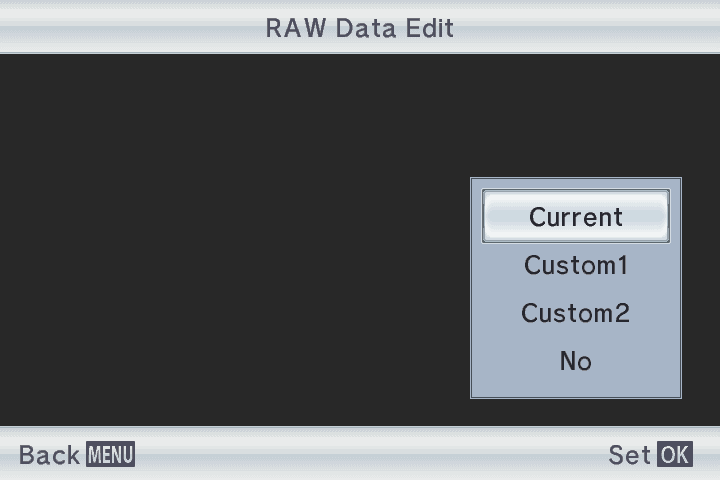 RAW Data Edit
Current
Custom1
Custom2
No
Back MENU
Set OK